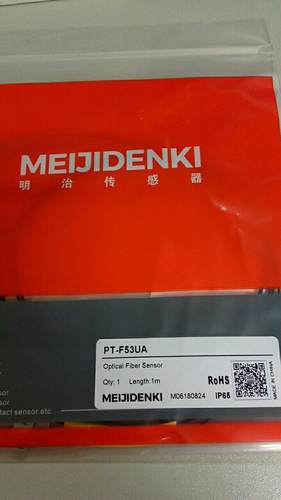 MEIJIDENKI
明治传感器
PT-F53UA
Optical Fiber Sensor
Qty: 1 Length:1m
RoHS
MEIJIDENKI M06180824 IP65
MADE IN CHINA
sor
sor
tact sensor.etc